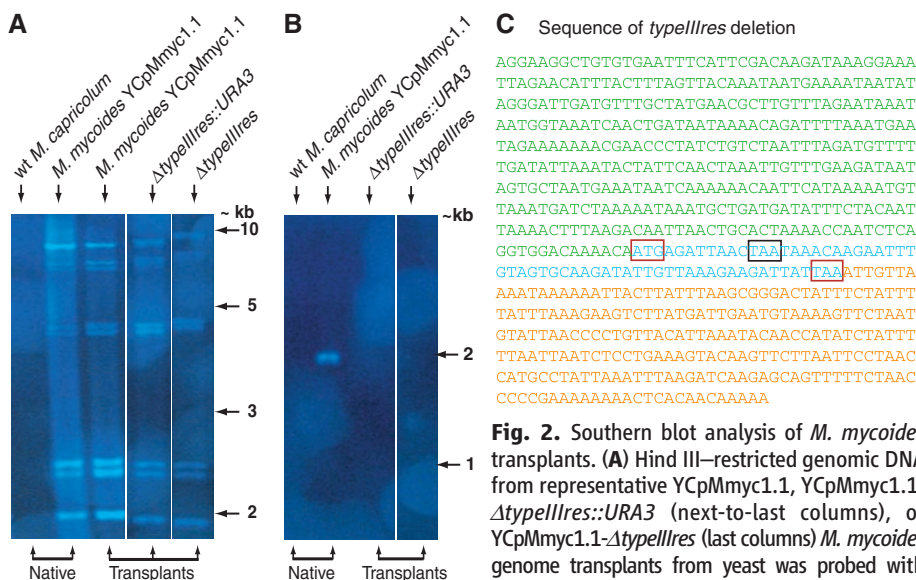 A
wt M. capricolum
M. mycoides YCpMmyc1.1
M. mycoides YCpMmyc1.1
ΔtypeIIIres::URA3
ΔtypeIIIres
~ kb
10
5
3
2
Native
Transplants
B
wt M. capricolum
M. mycoides YCpMmyc1.1
ΔtypeIIIres::URA3
ΔtypeIIIres
~kb
2
1
Native
Transplants
C Sequence of typeIIIres deletion
AGGAAGGCTGTGTGAATTTCATTCGACAAGATAAAGGAAA
TTAGAACATTTACTTTAGTTACAAATAATGAAAATAATAT
AGGGATTGATGTTTGCTATGAACGCTTGTTTAGAATAAAT
AATGGTAAATCAACTGATAATAAAACAGATTTTAAATGAA
TAGAAAAAAACGAACCCTATCTGTCTAATTTAGATGTTTT
TGATATTAAATACTATTCAACTAAATTGTTTGAAGATAAT
AGTGCTAATGAAATAATCAAAAAACAATTCATAAAAATGT
TAAATGATCTAAAAATAAATGCTGATGATATTTCTACAAT
TAAAACTTTAAGACAATTAACTGCACTAAAACCAATCTCA
GGTGGACAAAACAATGAGATTAACTAATAAACAAGAATTT
GTAGTGCAAGATATTGTTAAAGAAGATTATTAAATTGTTA
AAATAAAAAATTACTTATTTAAGCGGGACTATTTCTATTT
TATTTAAAGAAGTCTTATGATTGAATGTAAAAGTTCTAAT
GTATTAACCCCTGTTACATTAAATACAACCATATCTATTT
TTAATTAATCTCCTGAAAGTACAAGTTCTTAATTCCTAAC
CATGCCTATTAAATTTAAGATCAAGAGCAGTTTTTCTAAC
CCCCGAAAAAAAACTCACAACAAAAA
Fig. 2. Southern blot analysis of M. mycoide
transplants. (A) Hind III–restricted genomic DNA
from representative YCpMmyc1.1, YCpMmyc1.1
ΔtypeIIIres::URA3 (next-to-last columns), o
YCpMmyc1.1-ΔtypeIIIres (last columns) M. mycoide
genome transplants from yeast was probed with